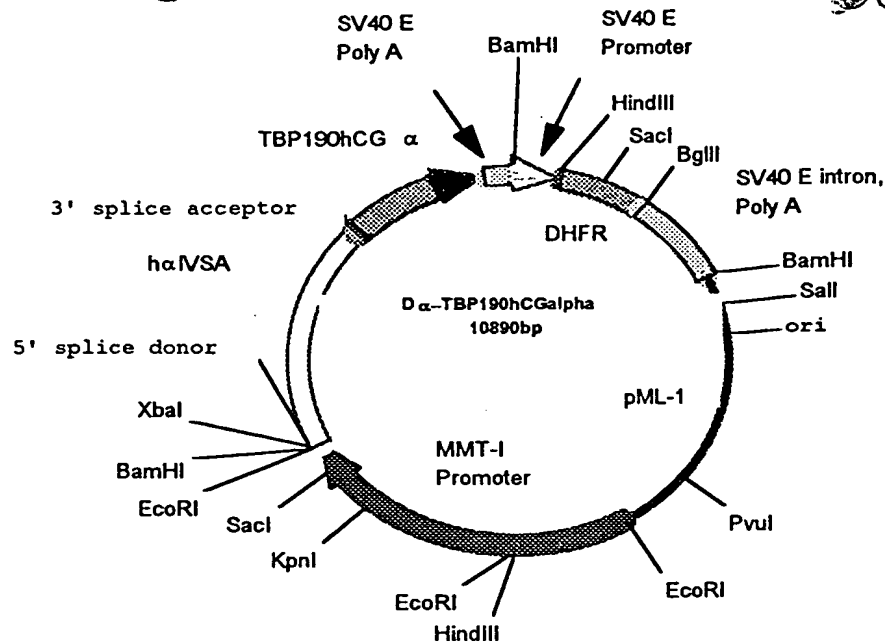 SV40 E
Poly A
BamHI
SV40 E
Promoter
HindIII
SacI
BglII
SV40 E intron,
Poly A
TBP190hCG α
3' splice acceptor
hαIVSA
DHFR
BamHI
SalI
ori
Dα-TBP190hCGalpha
10890bp
5' splice donor
pML-1
XbaI
BamHI
EcoRI
MMT-I
Promoter
SacI
KpnI
PvuI
EcoRI
EcoRI
HindIII